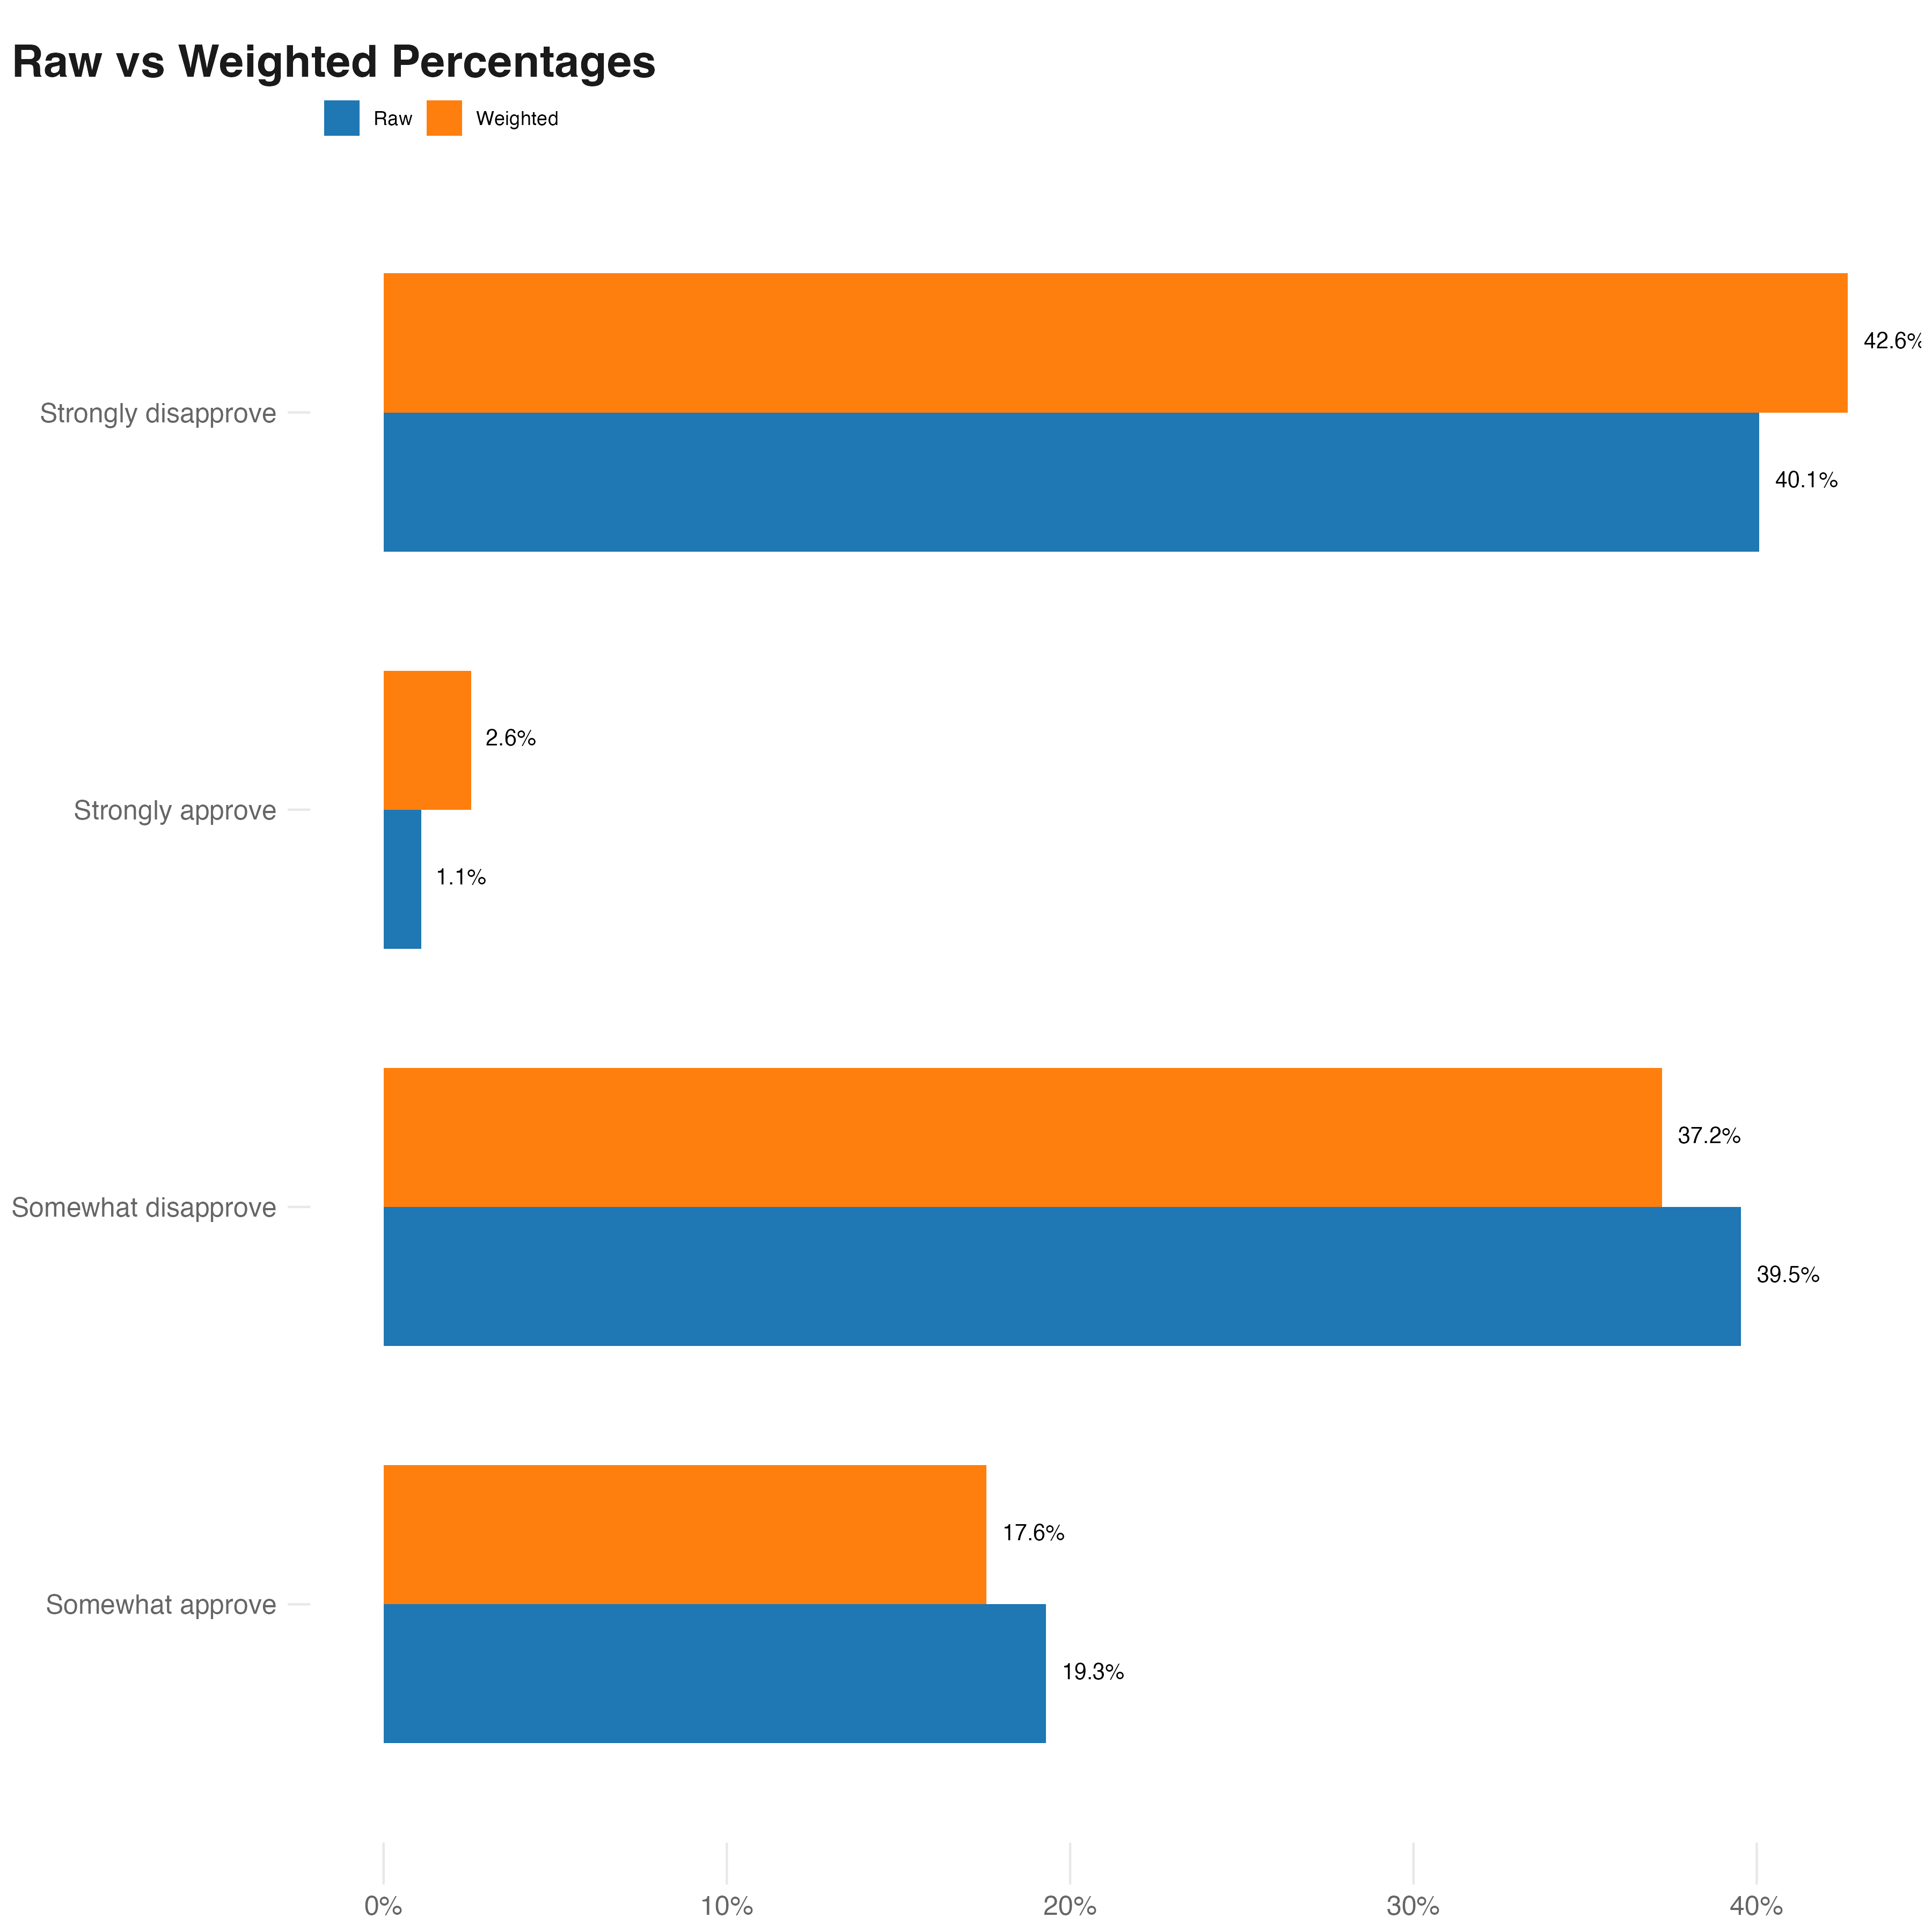 Raw vs Weighted Percentages
Raw Weighted
Strongly disapprove
42.6%
40.1%
Strongly approve
2.6%
1.1%
Somewhat disapprove
37.2%
39.5%
Somewhat approve
17.6%
19.3%
0% 10% 20% 30% 40%